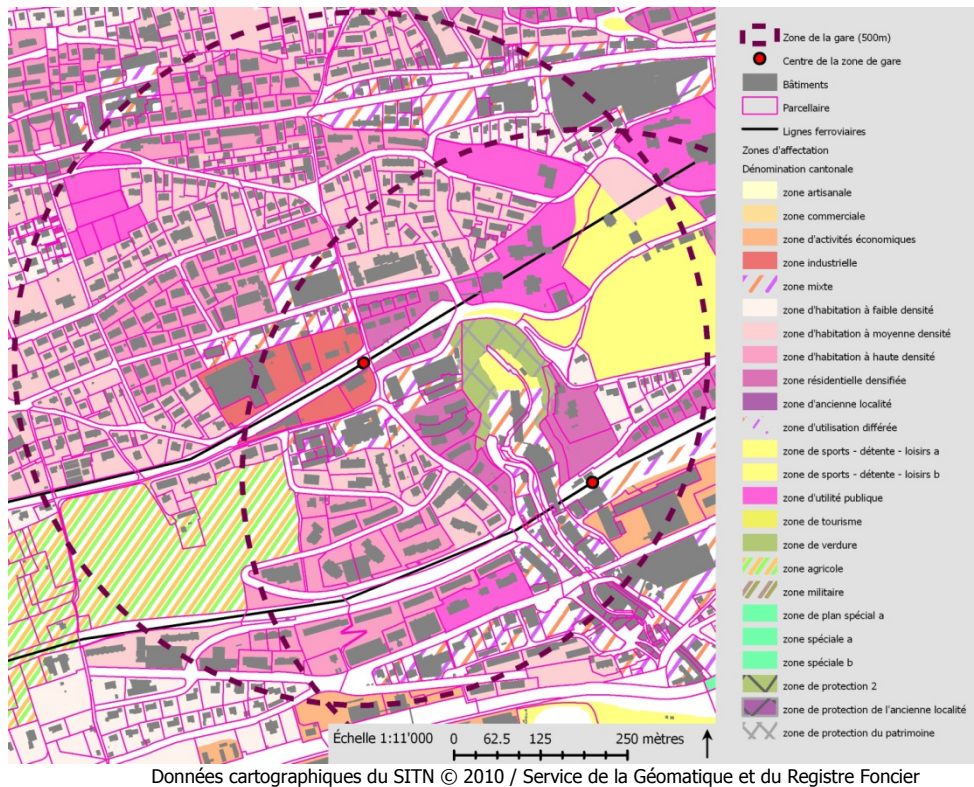 Zone de la gare (500m)
Centre de la zone de gare
Bâtiments
Parcellaire
Lignes ferroviaires
Zones d'affectation
Dénomination cantonale
zone artisanale
zone commerciale
zone d'activités économiques
zone industrielle
zone mixte
zone d'habitation à faible densité
zone d'habitation à moyenne densité
zone d'habitation à haute densité
zone résidentielle densifiée
zone d'ancienne localité
zone d'utilisation différée
zone de sports - détente - loisirs a
zone de sports - détente - loisirs b
zone d'utilité publique
zone de tourisme
zone de verdure
zone agricole
zone militaire
zone de plan spécial a
zone spéciale a
zone spéciale b
zone de protection 2
zone de protection de l'ancienne localité
zone de protection du patrimoine
Échelle 1:11'000 0 62.5 125 250 mètres
Données cartographiques du SITN © 2010 / Service de la Géomatique et du Registre Foncier